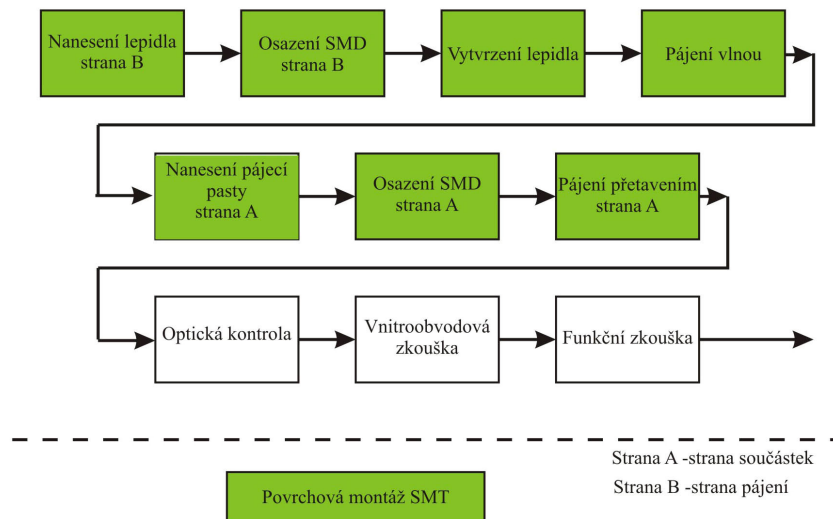 Nanesení lepidla
strana B
Osazení SMD
strana B
Vytvrzení lepidla
Pájení vlnou
Nanesení pájecí
pasty
strana A
Osazení SMD
strana A
Pájení přetavením
strana A
Optická kontrola
Vnitroobvodová
zkouška
Funkční zkouška
Strana A -strana součástek
Strana B -strana pájení
Povrchová montáž SMT